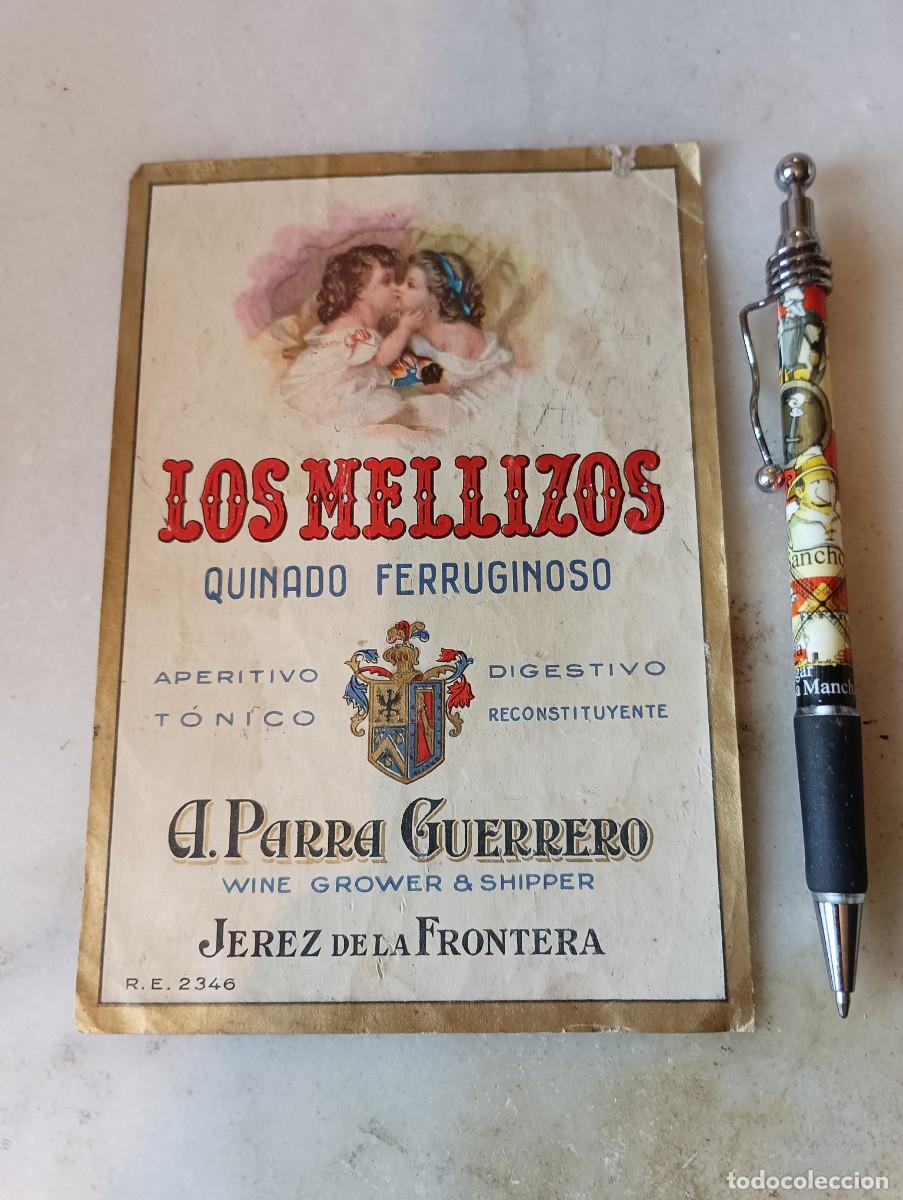 LOS MELLIZOS
QUINADO FERRUGINOSO
APERITIVO DIGESTIVO
TÓNICO RECONSTITUYENTE
A. PARRA GUERRERO
WINE GROWER & SHIPPER
JEREZ DE LA FRONTERA
R.E. 2346
todocoleccion